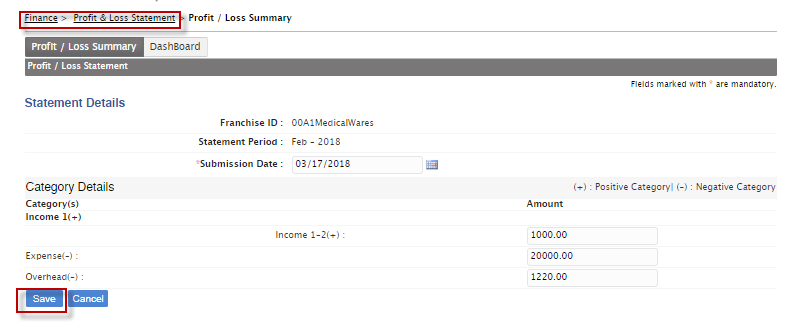 Finance > Profit & Loss Statement > Profit / Loss Summary
Profit / Loss Summary DashBoard
Profit / Loss Statement
Fields marked with * are mandatory.
Statement Details
Franchise ID : 00A1MedicalWares
Statement Period : Feb - 2018
*Submission Date : 03/17/2018
Category Details (+) : Positive Category| (-) : Negative Category
Category(s) Amount
Income 1(+)
Income 1-2(+) : 1000.00
Expense(-) : 20000.00
Overhead(-) : 1220.00
Save Cancel